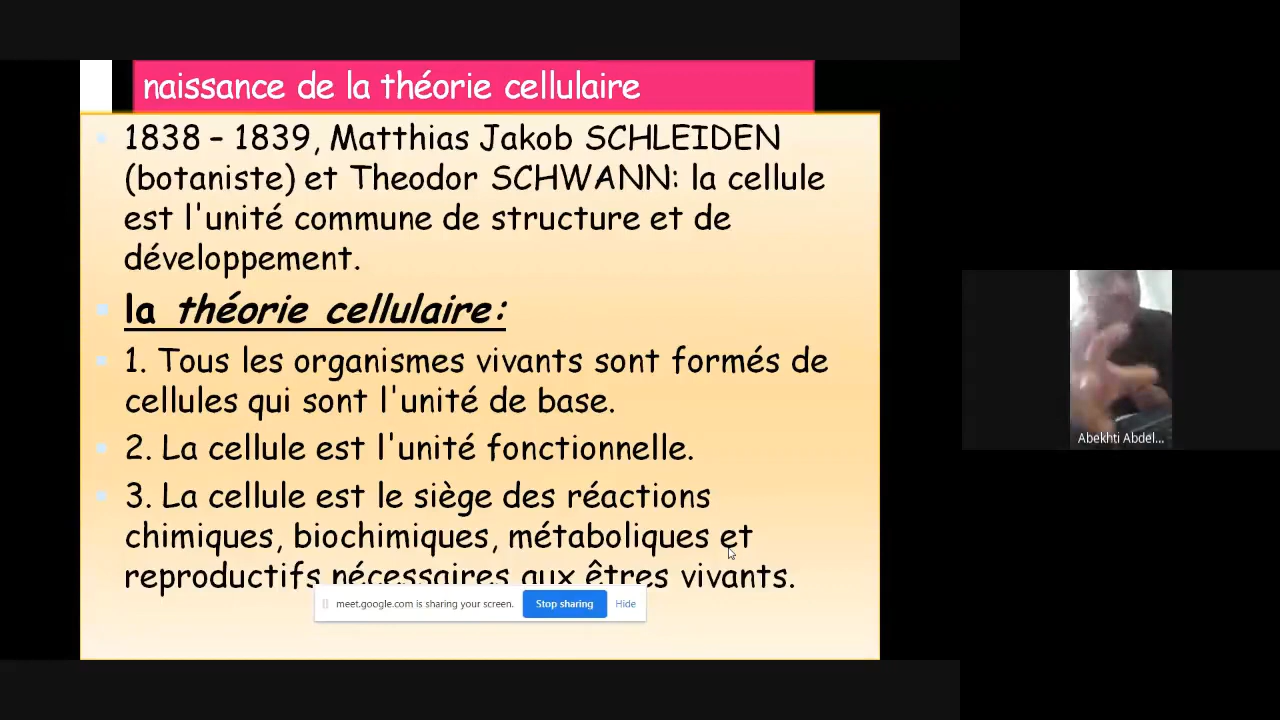 naissance de la théorie cellulaire
1838 – 1839, Matthias Jakob SCHLEIDEN
(botaniste) et Theodor SCHWANN: la cellule
est l'unité commune de structure et de
développement.
la théorie cellulaire:
1. Tous les organismes vivants sont formés de
cellules qui sont l'unité de base.
2. La cellule est l'unité fonctionnelle.
3. La cellule est le siège des réactions
chimiques, biochimiques, métaboliques et
reproductifs nécessaires aux êtres vivants.
meet.google.com is sharing your screen. Stop sharing Hide
Abekhti Abdel...